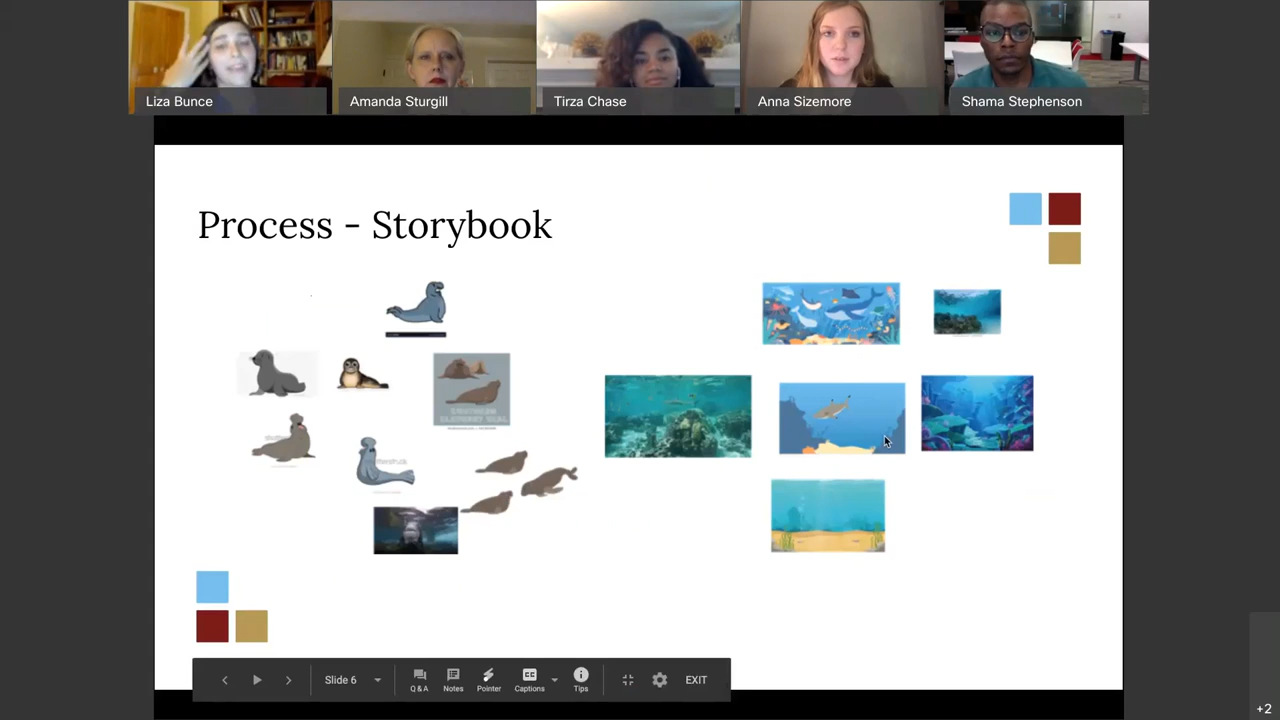 Liza Bunce
Amanda Sturgill
Tirza Chase
Anna Sizemore
Shama Stephenson
Process - Storybook
Slide 6
Q & A
Notes
Pointer
Captions
Tips
EXIT
+2